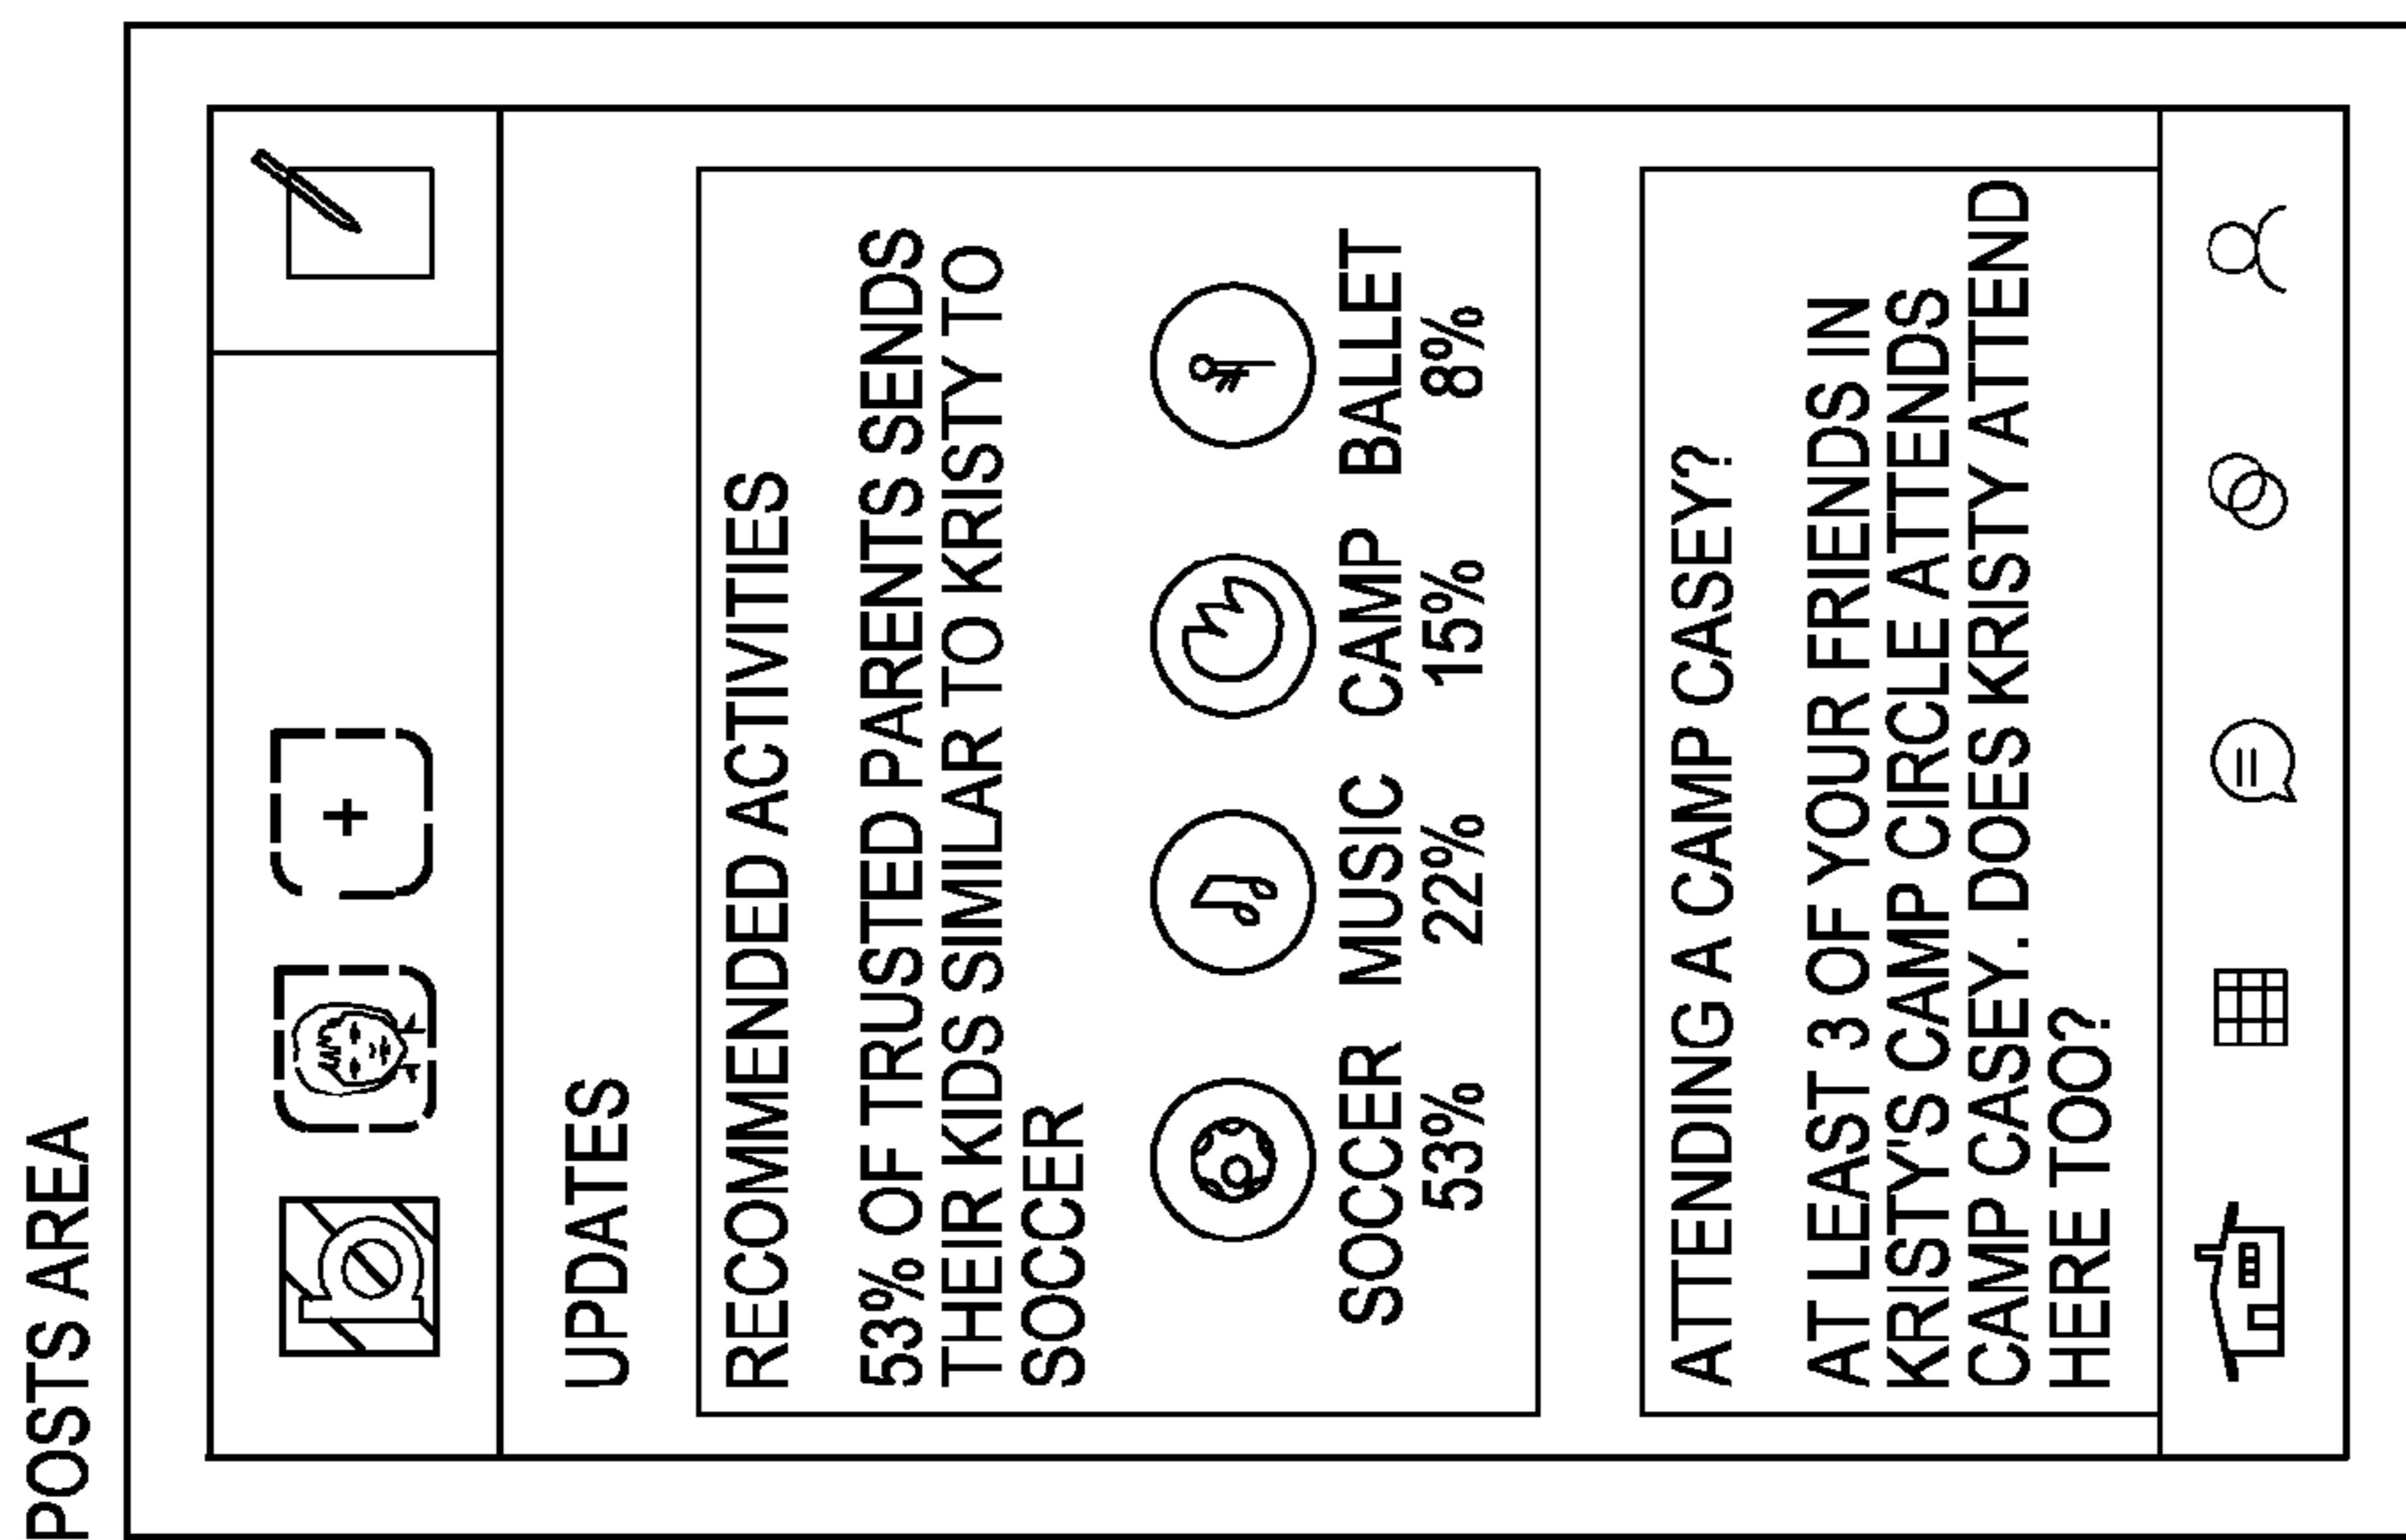 POSTS AREA
UPDATES
RECOMMENDED ACTIVITIES
53% OF TRUSTED PARENTS SENDS
THEIR KIDS SIMILAR TO KRISTY TO
SOCCER
SOCCER MUSIC CAMP BALLET
53% 22% 15% 8%
ATTENDING A CAMP CASEY?
AT LEAST 3 OF YOUR FRIENDS IN
KRISTY'S CAMP CIRCLE ATTENDS
CAMP CASEY. DOES KRISTY ATTEND
HERE TOO?